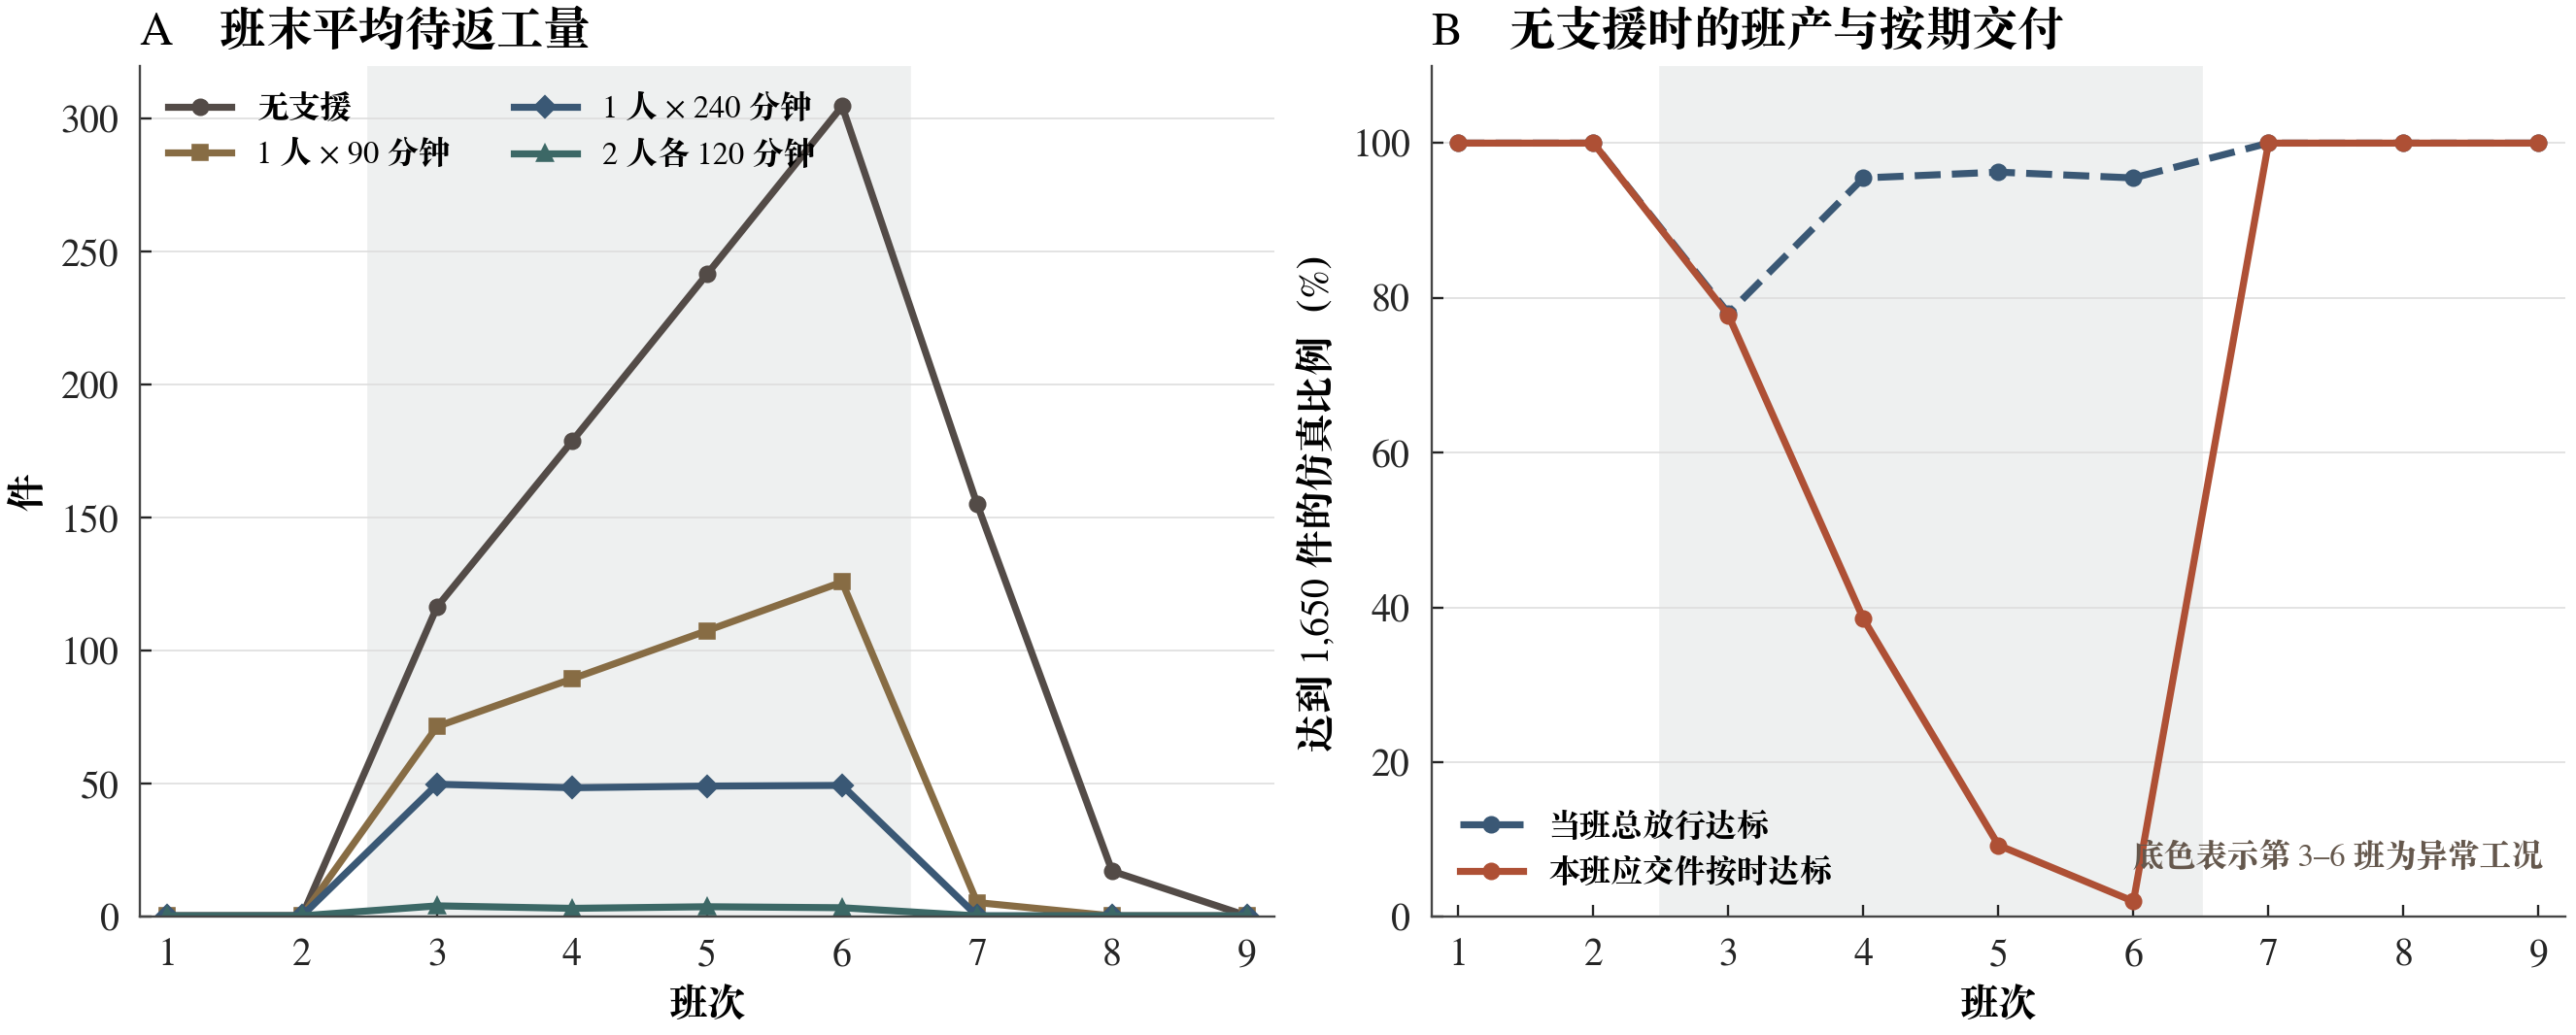 A 班末平均待返工量
无支援
1 人 × 90 分钟
1 人 × 240 分钟
2 人各 120 分钟
件
300
250
200
150
100
50
0
1 2 3 4 5 6 7 8 9
班次
B 无支援时的班产与按期交付
达到 1,650 件的仿真比例 (%)
100
80
60
40
20
0
当班总放行达标
本班应交件按时达标
底色表示第 3–6 班为异常工况
1 2 3 4 5 6 7 8 9
班次